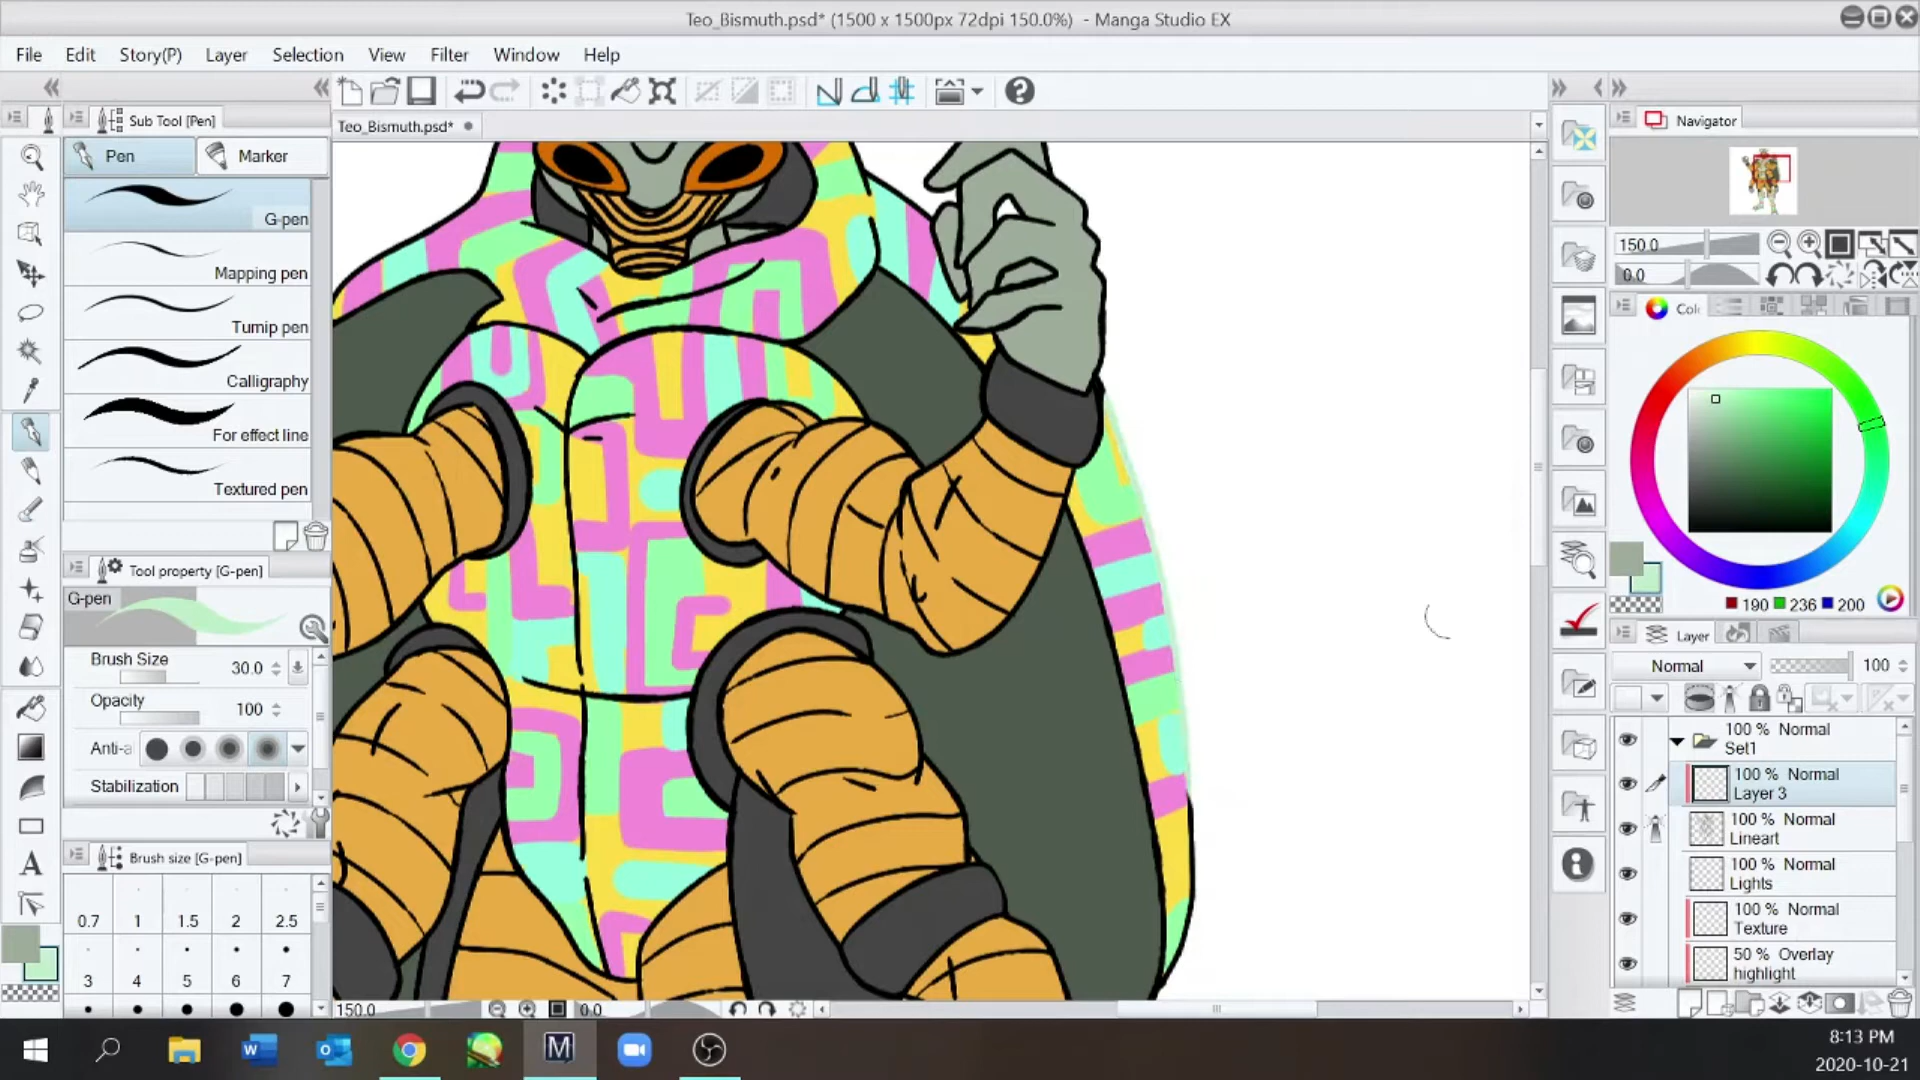 Teo_Bismuth.psd* (1500 x 1500px 72dpi 150.0%) - Manga Studio EX
File Edit Story(P) Layer Selection View Filter Window Help
Sub Tool [Pen]
Teo_Bismuth.psd*
Navigator
Pen
Marker
G-pen
Mapping pen
Turnip pen
Calligraphy
For effect line
Textured pen
Tool property [G-pen]
G-pen
Brush Size 30.0
Opacity 100
Anti-a
Stabilization
Brush size [G-pen]
0.7 1 1.5 2 2.5
3 4 5 6 7
150.0 0.0
150.0
0.0
Colo
190 236 200
Layer
Normal 100
100 % Normal
Set1
100 % Normal
Layer 3
100 % Normal
Lineart
100 % Normal
Lights
100 % Normal
Texture
50 % Overlay
highlight
8:13 PM
2020-10-21